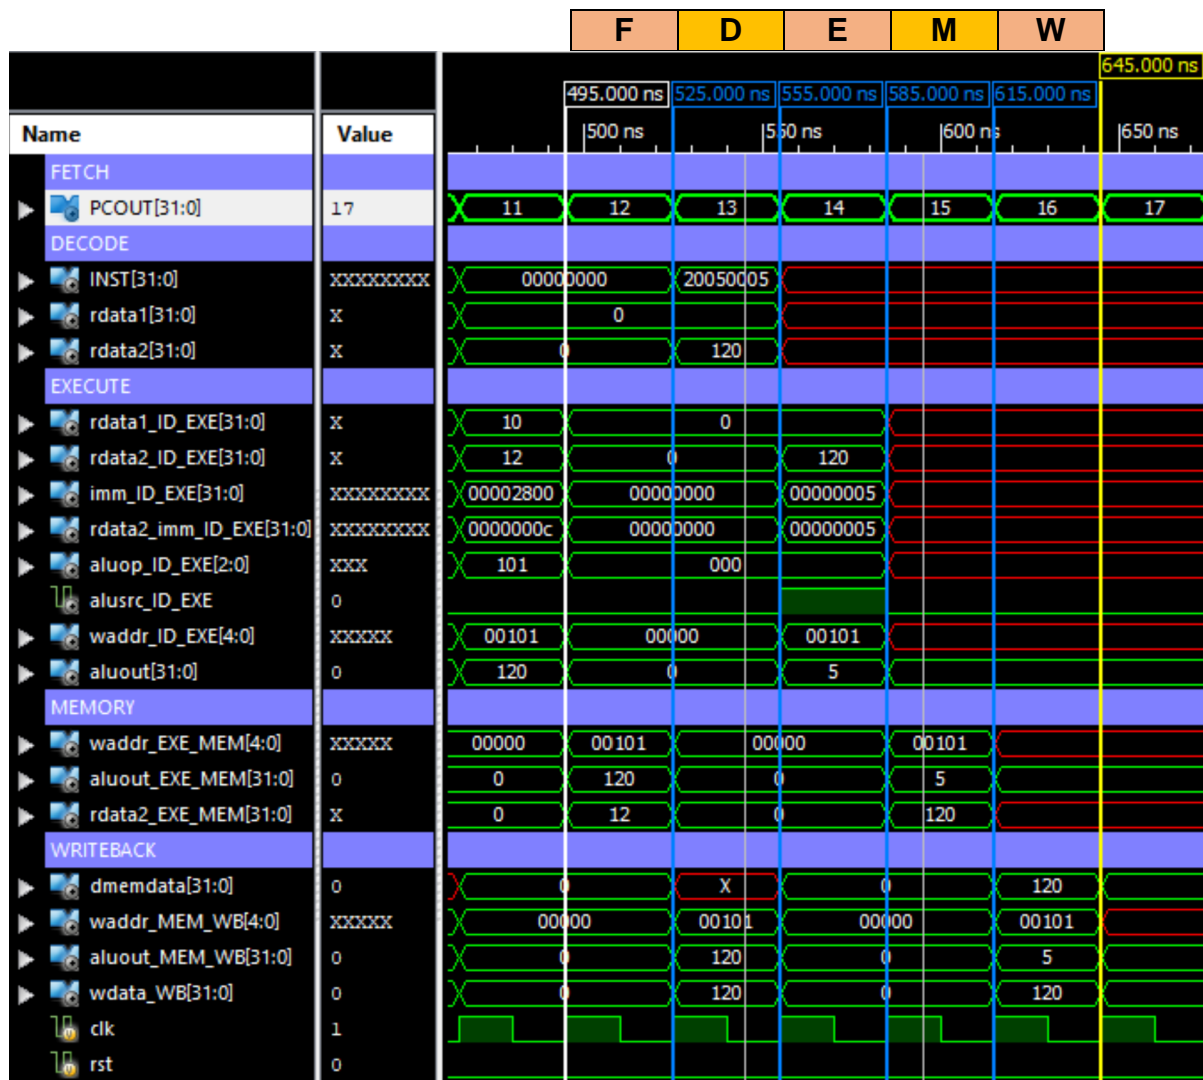 F D E M W
645.000 ns
495.000 ns 525.000 ns 555.000 ns 585.000 ns 615.000 ns
Name Value |500 ns |550 ns |600 ns |650 ns
FETCH
PCOUT[31:0] 17 11 12 13 14 15 16 17
DECODE
INST[31:0] XXXXXXXX 00000000 20050005
rdata1[31:0] X 0
rdata2[31:0] X 0 120
EXECUTE
rdata1_ID_EXE[31:0] X 10 0
rdata2_ID_EXE[31:0] X 12 0 120
imm_ID_EXE[31:0] XXXXXXXX 00002800 00000000 00000005
rdata2_imm_ID_EXE[31:0] XXXXXXXX 0000000c 00000000 00000005
aluop_ID_EXE[2:0] XXX 101 000
alusrc_ID_EXE 0
waddr_ID_EXE[4:0] XXXXX 00101 00000 00101
aluout[31:0] 0 120 0 5
MEMORY
waddr_EXE_MEM[4:0] XXXXX 00000 00101 00000 00101
aluout_EXE_MEM[31:0] 0 0 120 0 5
rdata2_EXE_MEM[31:0] X 0 12 0 120
WRITEBACK
dmemdata[31:0] 0 0 X 0 120
waddr_MEM_WB[4:0] XXXXX 00000 00101 00000 00101
aluout_MEM_WB[31:0] 0 0 120 0 5
wdata_WB[31:0] 0 0 120 0 120
clk 1
rst 0